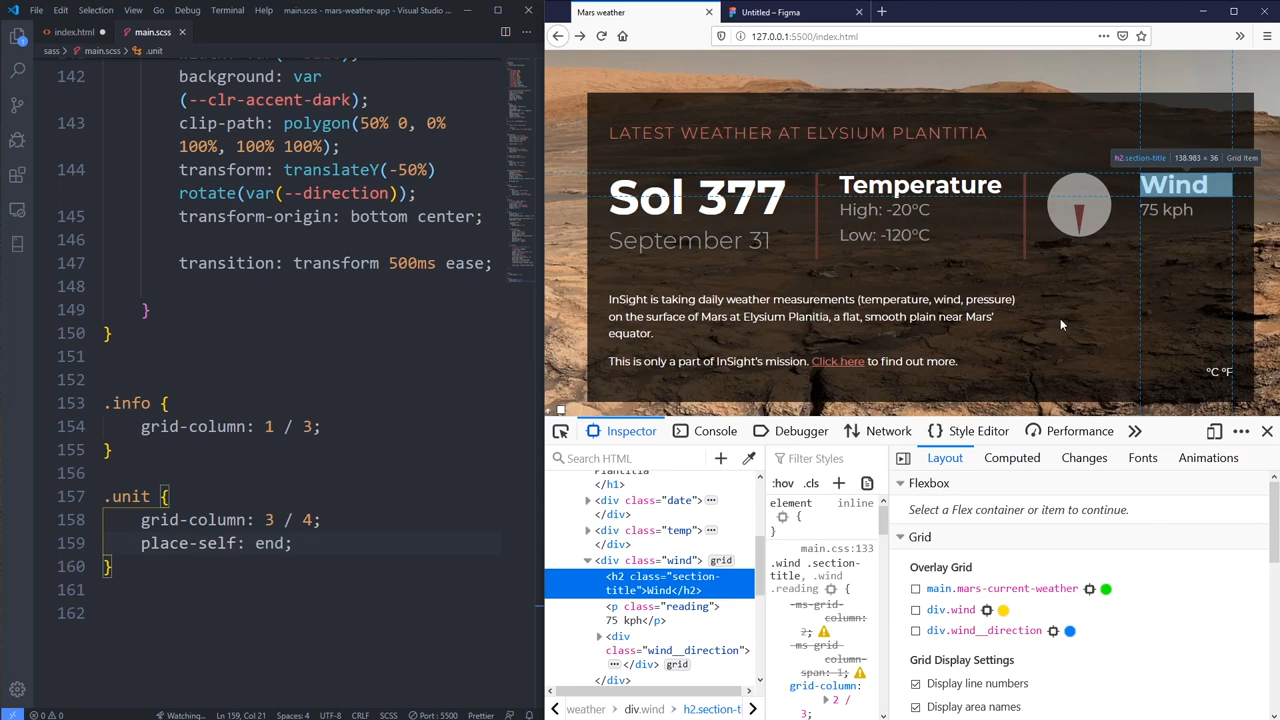 File Edit Selection View Go Debug Terminal Help main.scss - mars-weather-app - Visual Studio ...
index.html main.scss
sass > main.scss > .unit
142 background: var
(--clr-accent-dark);
143 clip-path: polygon(50% 0, 0%
100%, 100% 100%);
144 transform: translateY(-50%)
rotate(var(--direction));
145 transform-origin: bottom center;
146
147 transition: transform 500ms ease;
148
149 }
150 }
151
152
153 .info {
154 grid-column: 1 / 3;
155 }
156
157 .unit {
158 grid-column: 3 / 4;
159 place-self: end;
160 }
161
162
0 0 Watching... Ln 159, Col 21 Spaces: 4 UTF-8 CRLF SCSS Port : 5500 Prettier
Mars weather
Untitled – Figma
127.0.0.1:5500/index.html
LATEST WEATHER AT ELYSIUM PLANTITIA
h2.section-title 138.983 × 36 Grid Item
Sol 377
September 31
Temperature
High: -20°C
Low: -120°C
Wind
75 kph
InSight is taking daily weather measurements (temperature, wind, pressure)
on the surface of Mars at Elysium Planitia, a flat, smooth plain near Mars’
equator.
This is only a part of InSight’s mission. Click here to find out more.
°C °F
Inspector Console Debugger Network Style Editor Performance
Search HTML
Plantitia
</h1>
<div class="date">
</div>
<div class="temp">
</div>
<div class="wind"> grid
<h2 class="section-
title">Wind</h2>
<p class="reading">
75 kph</p>
<div
class="wind__direction">
</div> grid
</div>
weather div.wind h2.section-t
Filter Styles
:hov .cls
element inline
{
}
main.css:133
.wind .section-
title, .wind
.reading {
-ms-grid-
column:
2;
-ms-grid-
column-
span: 1;
grid-column:
2 /
3;
Layout Computed Changes Fonts Animations
Flexbox
Select a Flex container or item to continue.
Grid
Overlay Grid
main.mars-current-weather
div.wind
div.wind__direction
Grid Display Settings
Display line numbers
Display area names